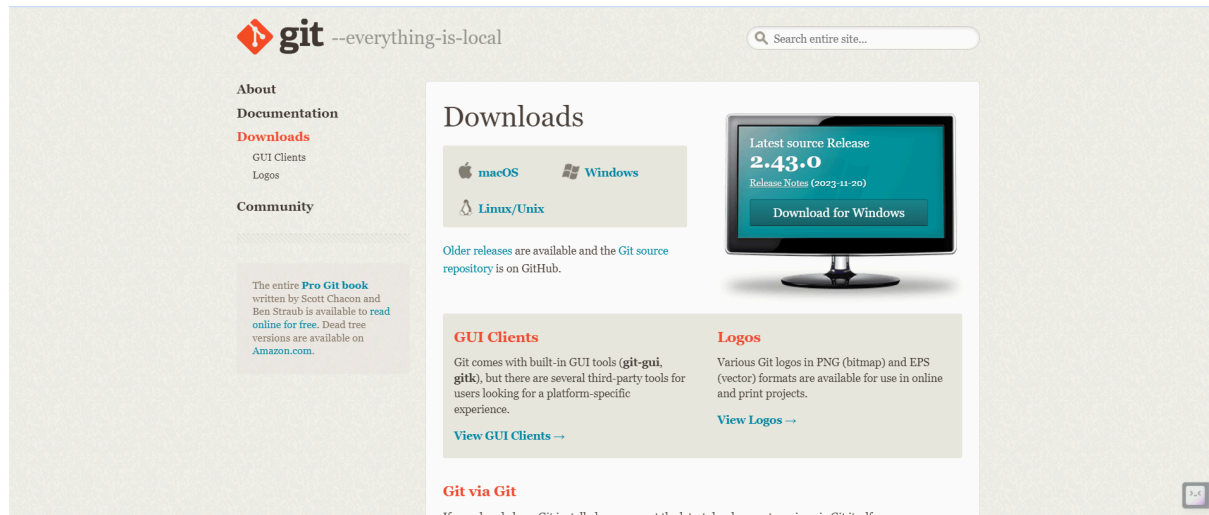 git --everything-is-local
Search entire site...
About
Documentation
Downloads
GUI Clients
Logos
Community
The entire Pro Git book
written by Scott Chacon and
Ben Straub is available to read
online for free. Dead tree
versions are available on
Amazon.com.
Downloads
macOS
Windows
Linux/Unix
Older releases are available and the Git source
repository is on GitHub.
Latest source Release
2.43.0
Release Notes (2023-11-20)
Download for Windows
GUI Clients
Git comes with built-in GUI tools (git-gui,
gitk), but there are several third-party tools for
users looking for a platform-specific
experience.
View GUI Clients →
Logos
Various Git logos in PNG (bitmap) and EPS
(vector) formats are available for use in online
and print projects.
View Logos →
Git via Git